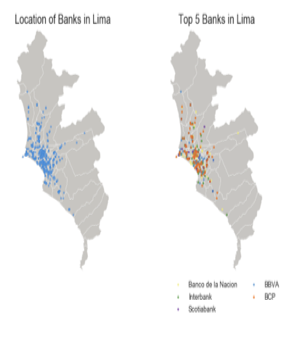 Location of Banks in Lima
Top 5 Banks in Lima
Banco de la Nacion
BBVA
Interbank
BCP
Scotiabank